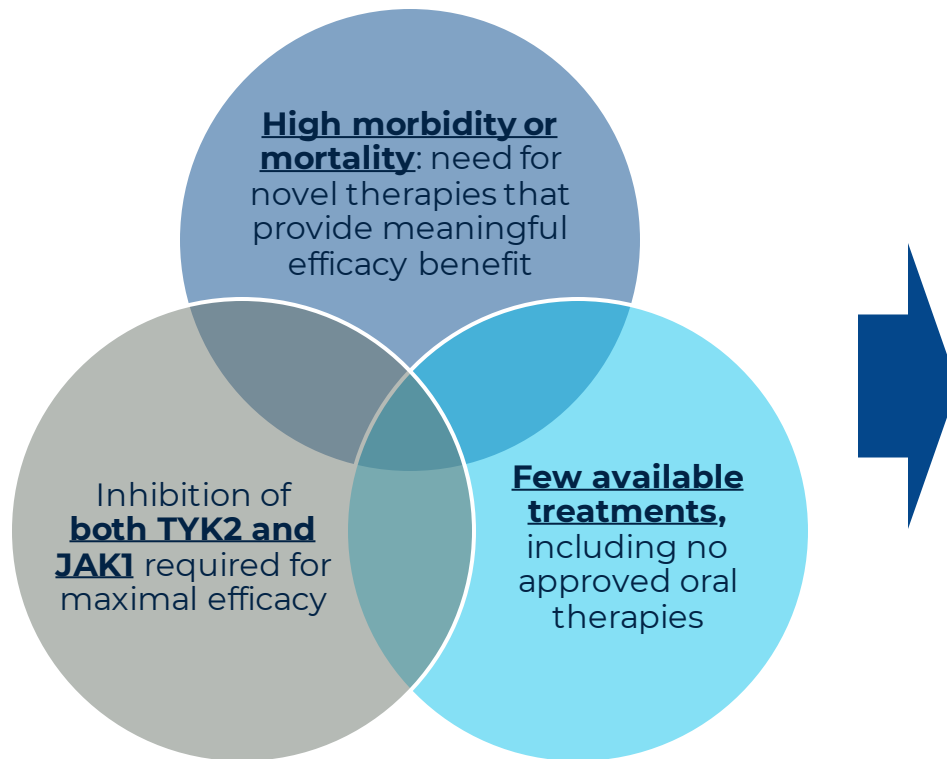 High morbidity or
mortality: need for
novel therapies that
provide meaningful
efficacy benefit
Inhibition of
both TYK2 and
JAK1 required for
maximal efficacy
Few available
treatments,
including no
approved oral
therapies